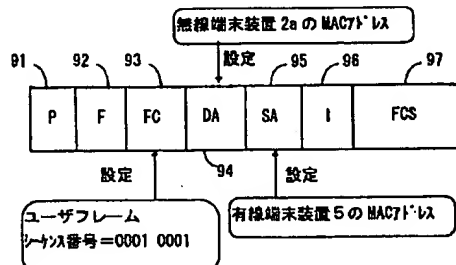 無線端末装置2aのMACアドレス
91 92 93 設定 95 96 97
P F FC DA SA I FCS
設定 94 設定
ユーザフレーム
シーケンス番号=0001 0001
有線端末装置5のMACアドレス